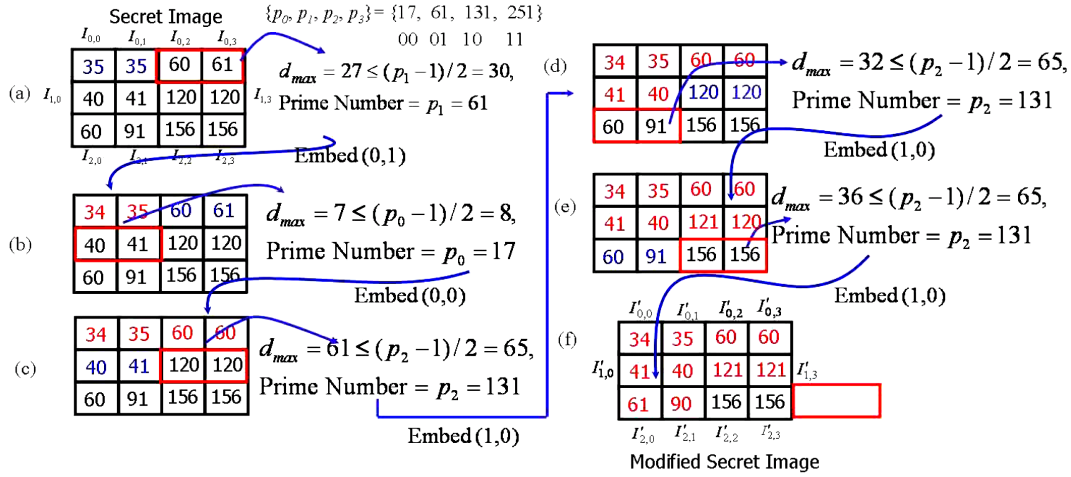 Secret Image
{p0, p1, p2, p3} = {17, 61, 131, 251}
00 01 10 11
I0,0 I0,1 I0,2 I0,3
(a)
35 35 60 61
I1,0 40 41 120 120 I1,3
60 91 156 156
I2,0 I2,1 I2,2 I2,3
dmax = 27 ≤ (p1 −1)/2 = 30,
Prime Number = p1 = 61
Embed (0,1)
(b)
34 35 60 61
40 41 120 120
60 91 156 156
dmax = 7 ≤ (p0 −1)/2 = 8,
Prime Number = p0 = 17
Embed (0,0)
(c)
34 35 60 60
40 41 120 120
60 91 156 156
dmax = 61 ≤ (p2 −1)/2 = 65,
Prime Number = p2 = 131
Embed (1,0)
(d)
34 35 60 60
41 40 120 120
60 91 156 156
dmax = 32 ≤ (p2 −1)/2 = 65,
Prime Number = p2 = 131
Embed (1,0)
(e)
34 35 60 60
41 40 121 120
60 91 156 156
dmax = 36 ≤ (p2 −1)/2 = 65,
Prime Number = p2 = 131
Embed (1,0)
(f)
I′0,0 I′0,1 I′0,2 I′0,3
34 35 60 60
I′1,0 41 40 121 121 I′1,3
61 90 156 156
I′2,0 I′2,1 I′2,2 I′2,3
Modified Secret Image